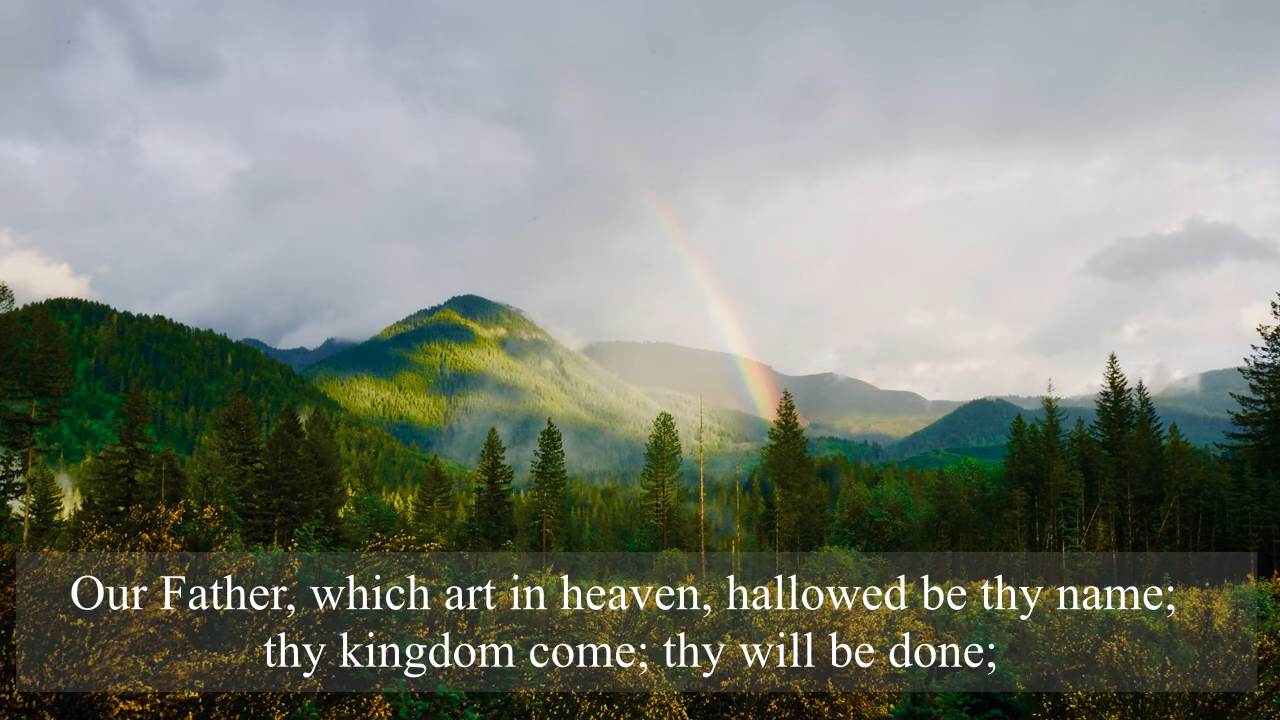 Our Father, which art in heaven, hallowed be thy name;
thy kingdom come; thy will be done;